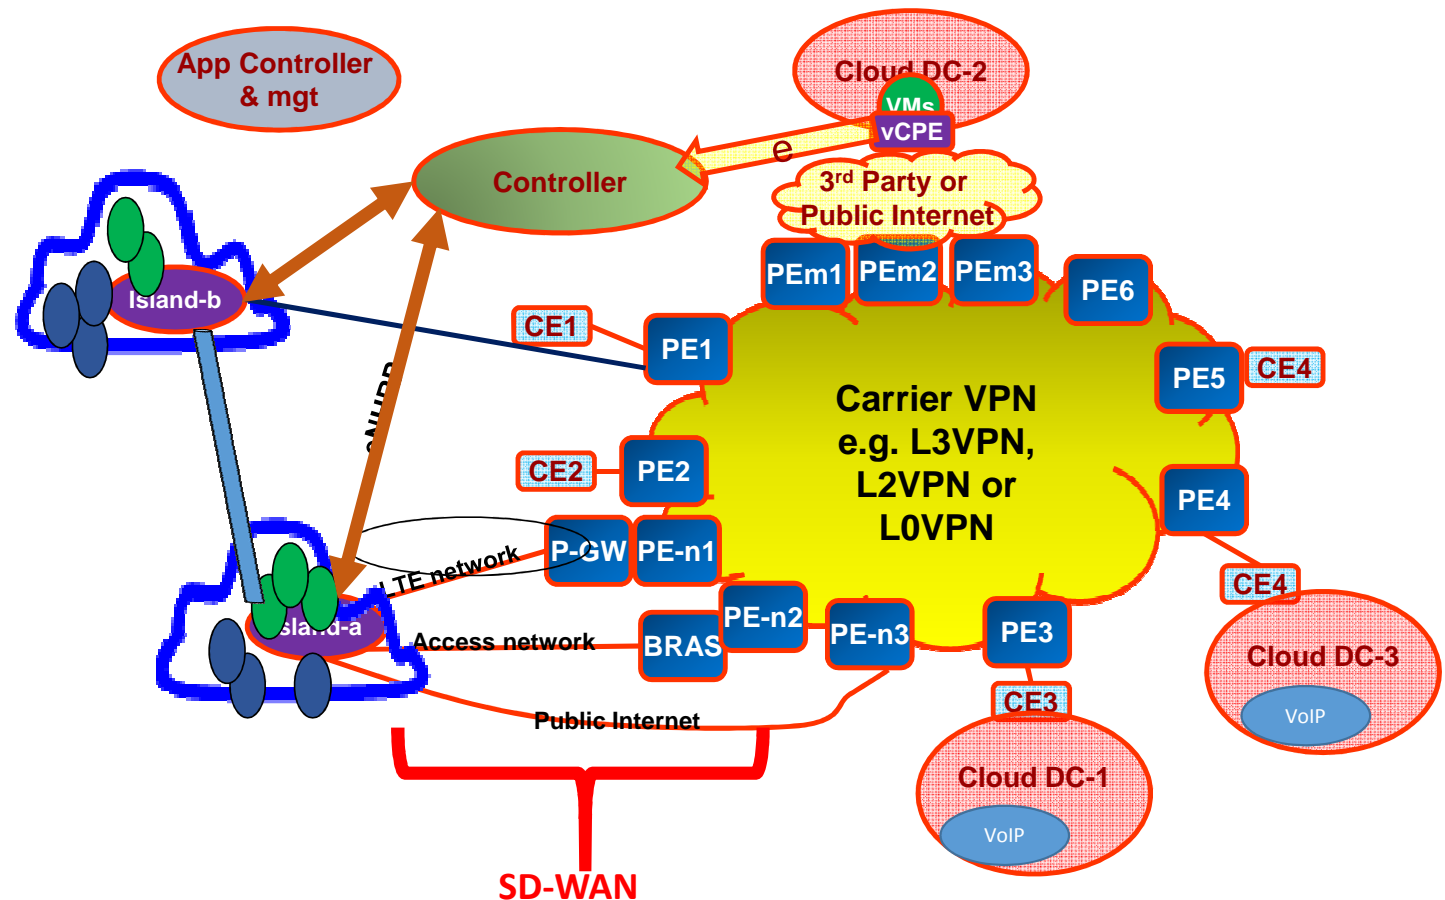 App Controller
& mgt
Cloud DC-2
VMs
vCPE
e
Controller
3rd Party or
Public Internet
PEm1
PEm2
PEm3
PE6
Island-b
CE1
PE1
PE5
CE4
Carrier VPN
e.g. L3VPN,
L2VPN or
L0VPN
CE2
PE2
PE4
P-GW
PE-n1
LTE network
CE4
PE-n2
PE-n3
PE3
Access network
BRAS
Cloud DC-3
CE3
VoIP
Public Internet
Cloud DC-1
VoIP
SD-WAN